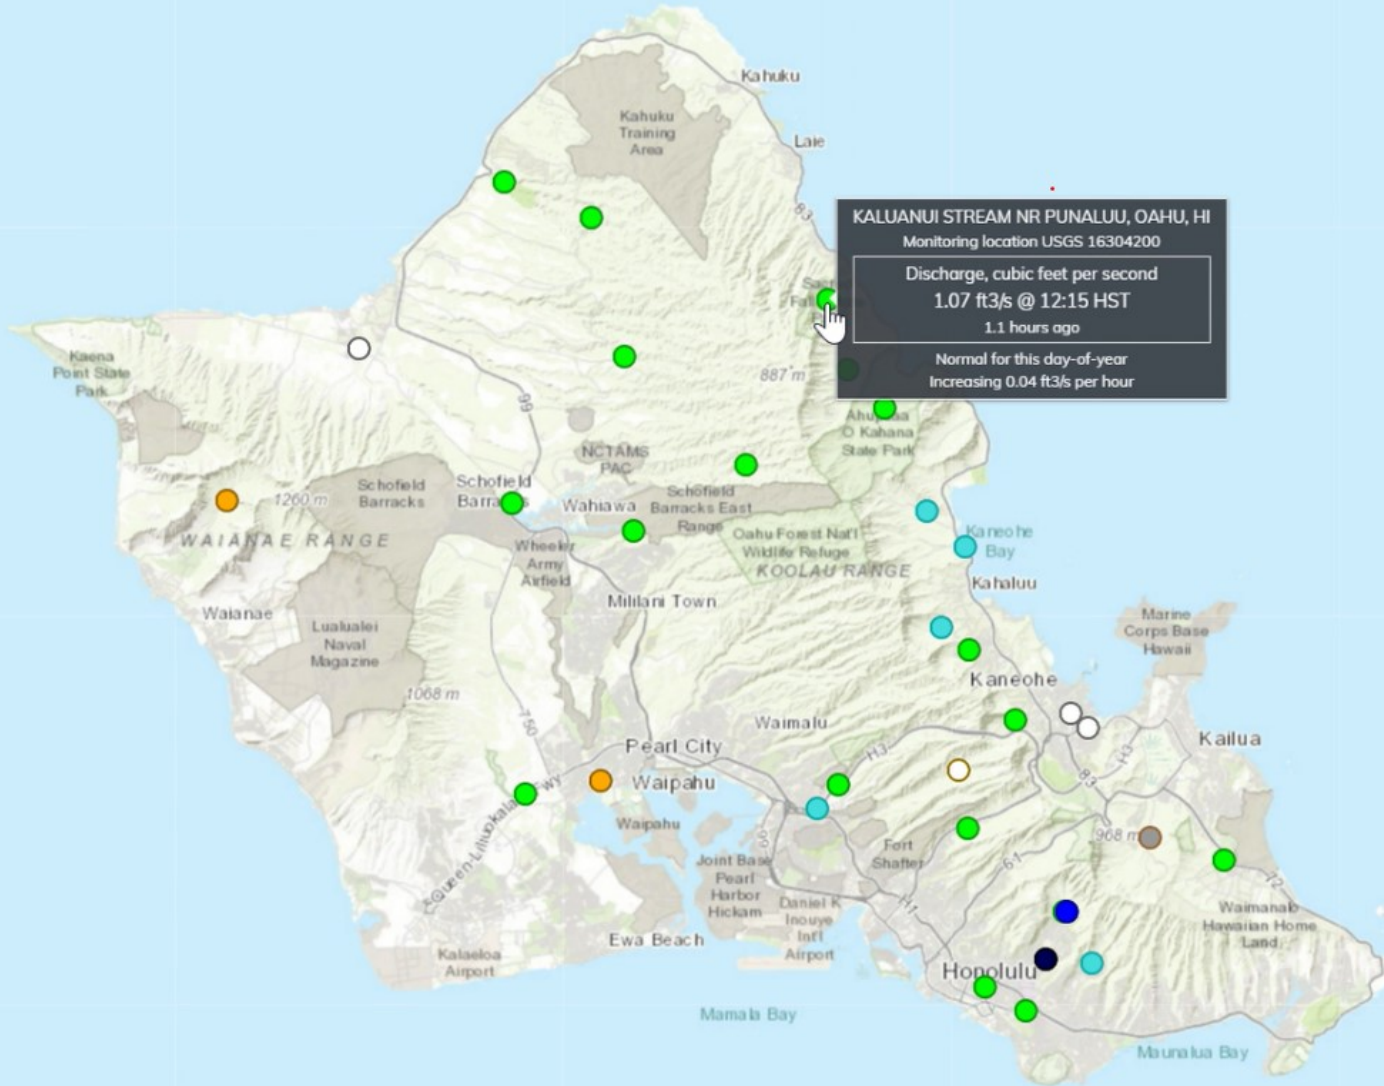 Kahuku
Kahuku
Training
Area
Laie
83
KALUANUI STREAM NR PUNALUU, OAHU, HI
Monitoring location USGS 16304200
Discharge, cubic feet per second
1.07 ft3/s @ 12:15 HST
1.1 hours ago
Normal for this day-of-year
Increasing 0.04 ft3/s per hour
Kaena
Point State
Park
887 m
99
O Kahana
State Park
NCTAMS
PAC
Schofield
Barracks
Schofield
1260 m
Wahiawa
Schofield
Barracks East
Range
WAIANAE RANGE
Wheeler
Army
Airfield
Oahu Forest Nat'l
Wildlife Refuge
KOOLAU RANGE
Kaneohe
Bay
Kahaluu
Waianae
Mililani Town
Lualualei
Naval
Magazine
Marine
Corps Base
Hawaii
1068 m
Kaneohe
750
Waimalu
Pearl City
Waipahu
H3
H3
83
Kailua
Waipahu
968 m
Fort
Shafter
61
72
Joint Base
Pearl
Harbor
Hickam
Daniel K
Inouye
Int'l
Airport
H1
Waimanalo
Hawaiian Home
Land
Ewa Beach
Kalaeloa
Airport
Honolulu
Mamala Bay
Maunalua Bay